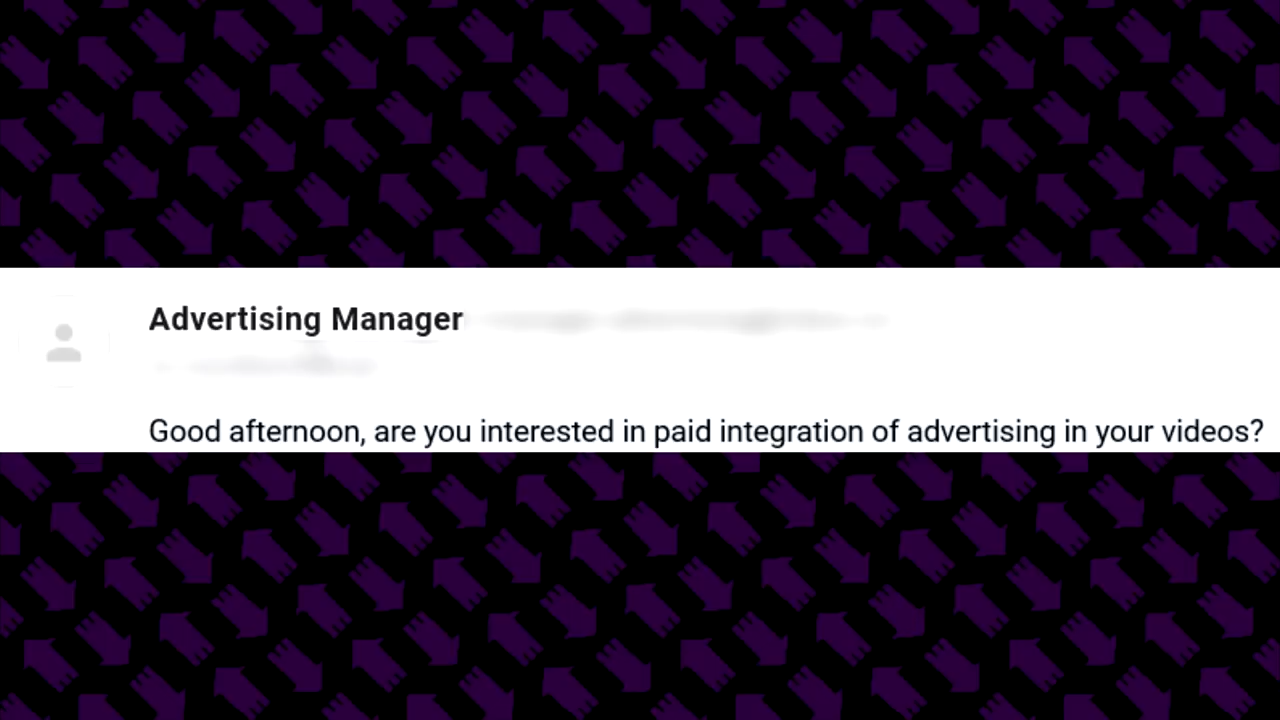 Advertising Manager
Good afternoon, are you interested in paid integration of advertising in your videos?